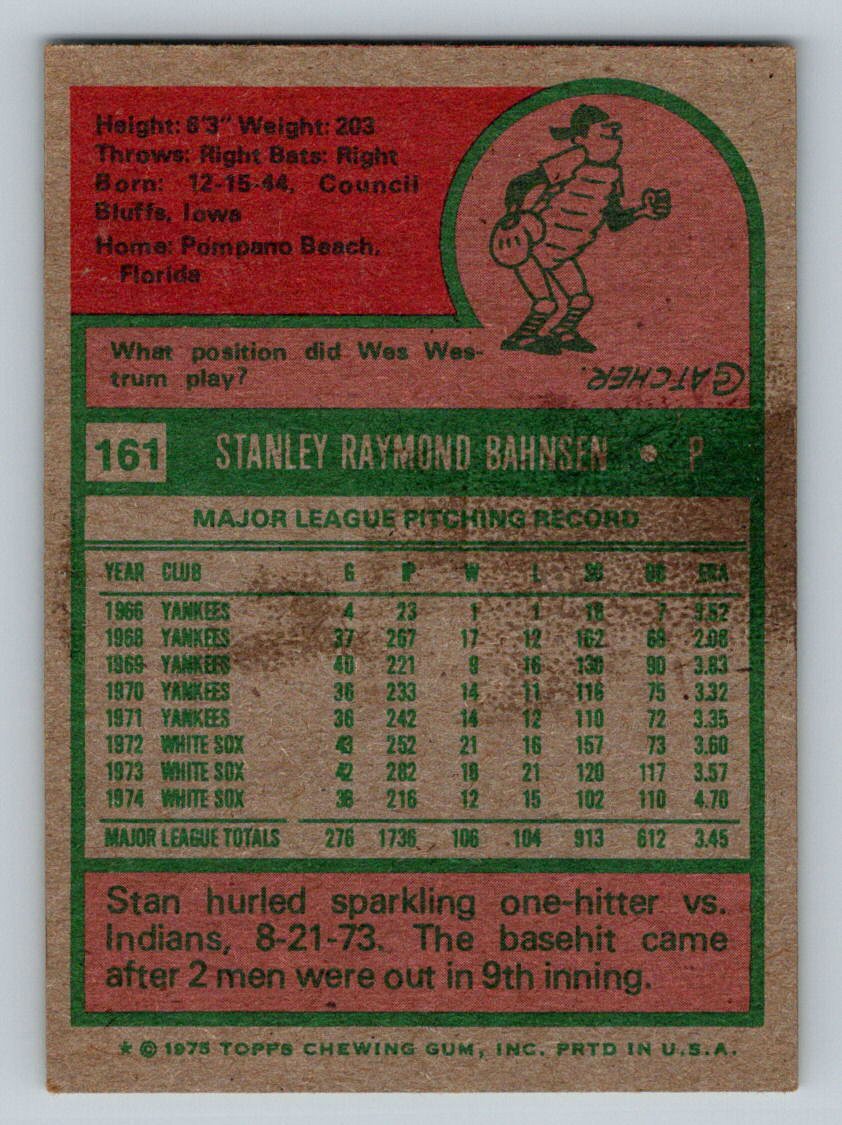 Height: 6'3" Weight: 203
Throws: Right Bats: Right
Born: 12-15-44, Council
Bluffs, Iowa
Home: Pompano Beach,
Florida
What position did Wes Wes-
trum play?
CATCHER.
161 STANLEY RAYMOND BAHNSEN • P
MAJOR LEAGUE PITCHING RECORD
YEAR CLUB G IP W L SO BB ERA
1966 YANKEES 4 23 1 1 16 7 3.52
1968 YANKEES 37 267 17 12 162 69 2.06
1969 YANKEES 40 221 9 16 130 90 3.83
1970 YANKEES 36 233 14 11 116 75 3.32
1971 YANKEES 36 242 14 12 110 72 3.35
1972 WHITE SOX 43 252 21 16 157 73 3.60
1973 WHITE SOX 42 282 18 21 120 117 3.57
1974 WHITE SOX 38 216 12 15 102 110 4.70
MAJOR LEAGUE TOTALS 276 1736 106 104 913 612 3.45
Stan hurled sparkling one-hitter vs.
Indians, 8-21-73. The basehit came
after 2 men were out in 9th inning.
* © 1975 TOPPS CHEWING GUM, INC. PRTD IN U.S.A.